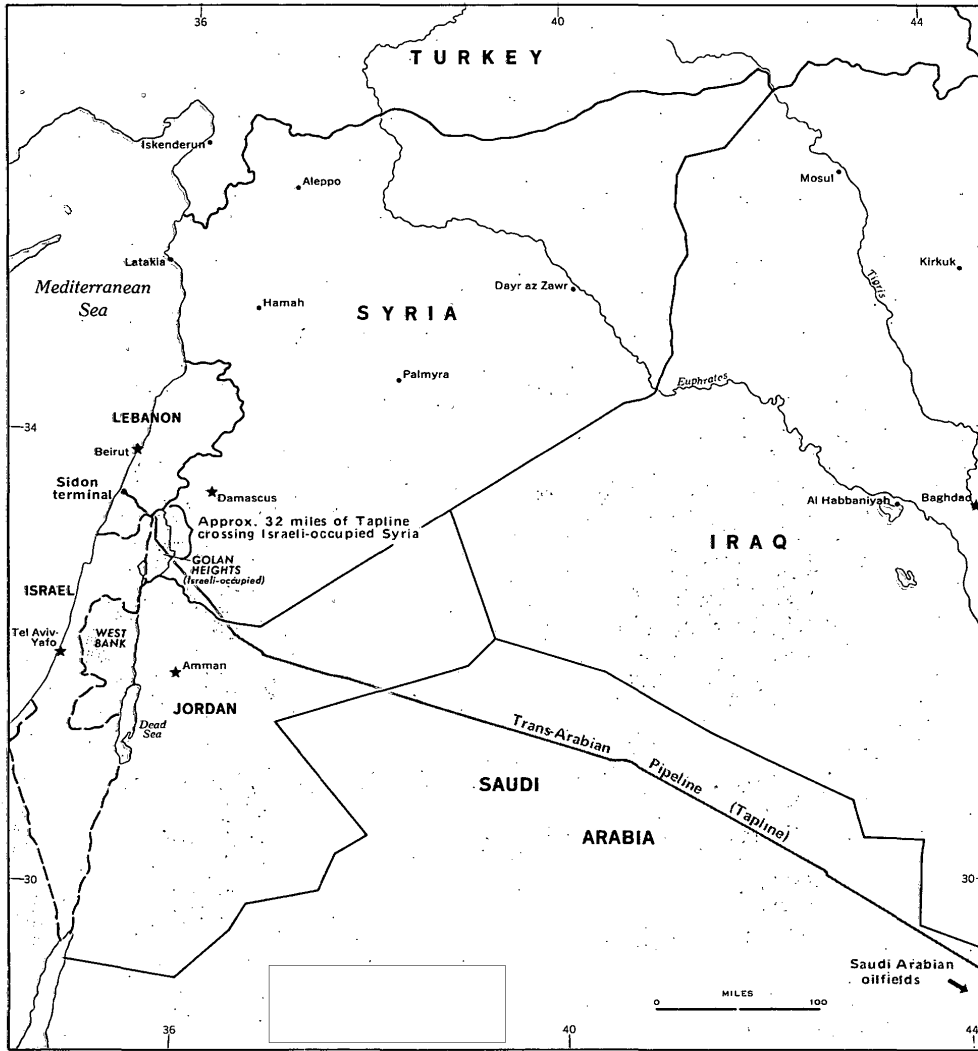 36
40
44
TURKEY
Iskenderun
Aleppo
Mosul
Latakia
Kirkuk
Tigris
Mediterranean
Sea
Dayr az Zawr
Hamah
SYRIA
Palmyra
Euphrates
LEBANON
34
Beirut
Sidon
terminal
Damascus
Al Habbaniyah
Baghdad
Approx. 32 miles of Tapline
crossing Israeli-occupied Syria
IRAQ
GOLAN
HEIGHTS
(Israeli-occupied)
ISRAEL
Tel Aviv-
Yafo
WEST
BANK
Amman
JORDAN
Dead
Sea
Trans-Arabian
Pipeline
(Tapline)
SAUDI
ARABIA
30
30
Saudi Arabian
oilfields
MILES
0
100
36
40
44